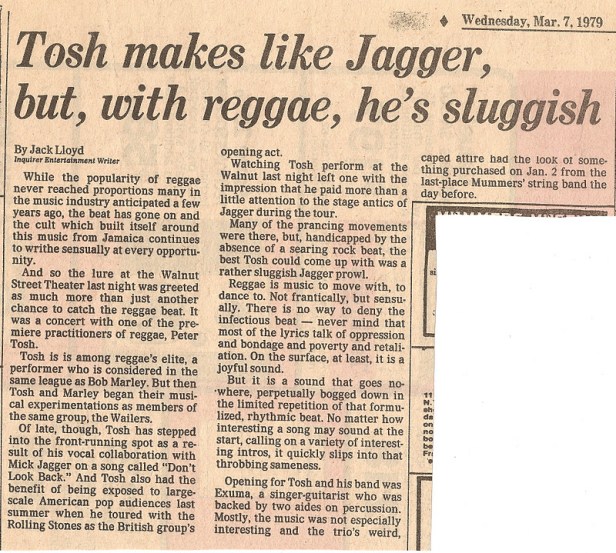 Wednesday, Mar. 7, 1979
Tosh makes like Jagger,
but, with reggae, he's sluggish
By Jack Lloyd
Inquirer Entertainment Writer
While the popularity of reggae
never reached proportions many in
the music industry anticipated a few
years ago, the beat has gone on and
the cult which built itself around
this music from Jamaica continues
to writhe sensually at every opportu-
nity.
And so the lure at the Walnut
Street Theater last night was greeted
as much more than just another
chance to catch the reggae beat. It
was a concert with one of the pre-
miere practitioners of reggae, Peter
Tosh.
Tosh is is among reggae's elite, a
performer who is considered in the
same league as Bob Marley. But then
Tosh and Marley began their musi-
cal experimentations as members of
the same group, the Wailers.
Of late, though, Tosh has stepped
into the front-running spot as a re-
sult of his vocal collaboration with
Mick Jagger on a song called "Don't
Look Back." And Tosh also had the
benefit of being exposed to large-
scale American pop audiences last
summer when he toured with the
Rolling Stones as the British group's
opening act.
Watching Tosh perform at the
Walnut last night left one with the
impression that he paid more than a
little attention to the stage antics of
Jagger during the tour.
Many of the prancing movements
were there, but, handicapped by the
absence of a searing rock beat, the
best Tosh could come up with was a
rather sluggish Jagger prowl.
Reggae is music to move with, to
dance to. Not frantically, but sensu-
ally. There is no way to deny the
infectious beat — never mind that
most of the lyrics talk of oppression
and bondage and poverty and retali-
ation. On the surface, at least, it is a
joyful sound.
But it is a sound that goes no-
where, perpetually bogged down in
the limited repetition of that formu-
lized, rhythmic beat. No matter how
interesting a song may sound at the
start, calling on a variety of interest-
ing intros, it quickly slips into that
throbbing sameness.
Opening for Tosh and his band was
Exuma, a singer-guitarist who was
backed by two aides on percussion.
Mostly, the music was not especially
interesting and the trio's weird,
caped attire had the look of some-
thing purchased on Jan. 2 from the
last-place Mummers' string band the
day before.
11
N.
sh
da
on
no
bo
be
Fr